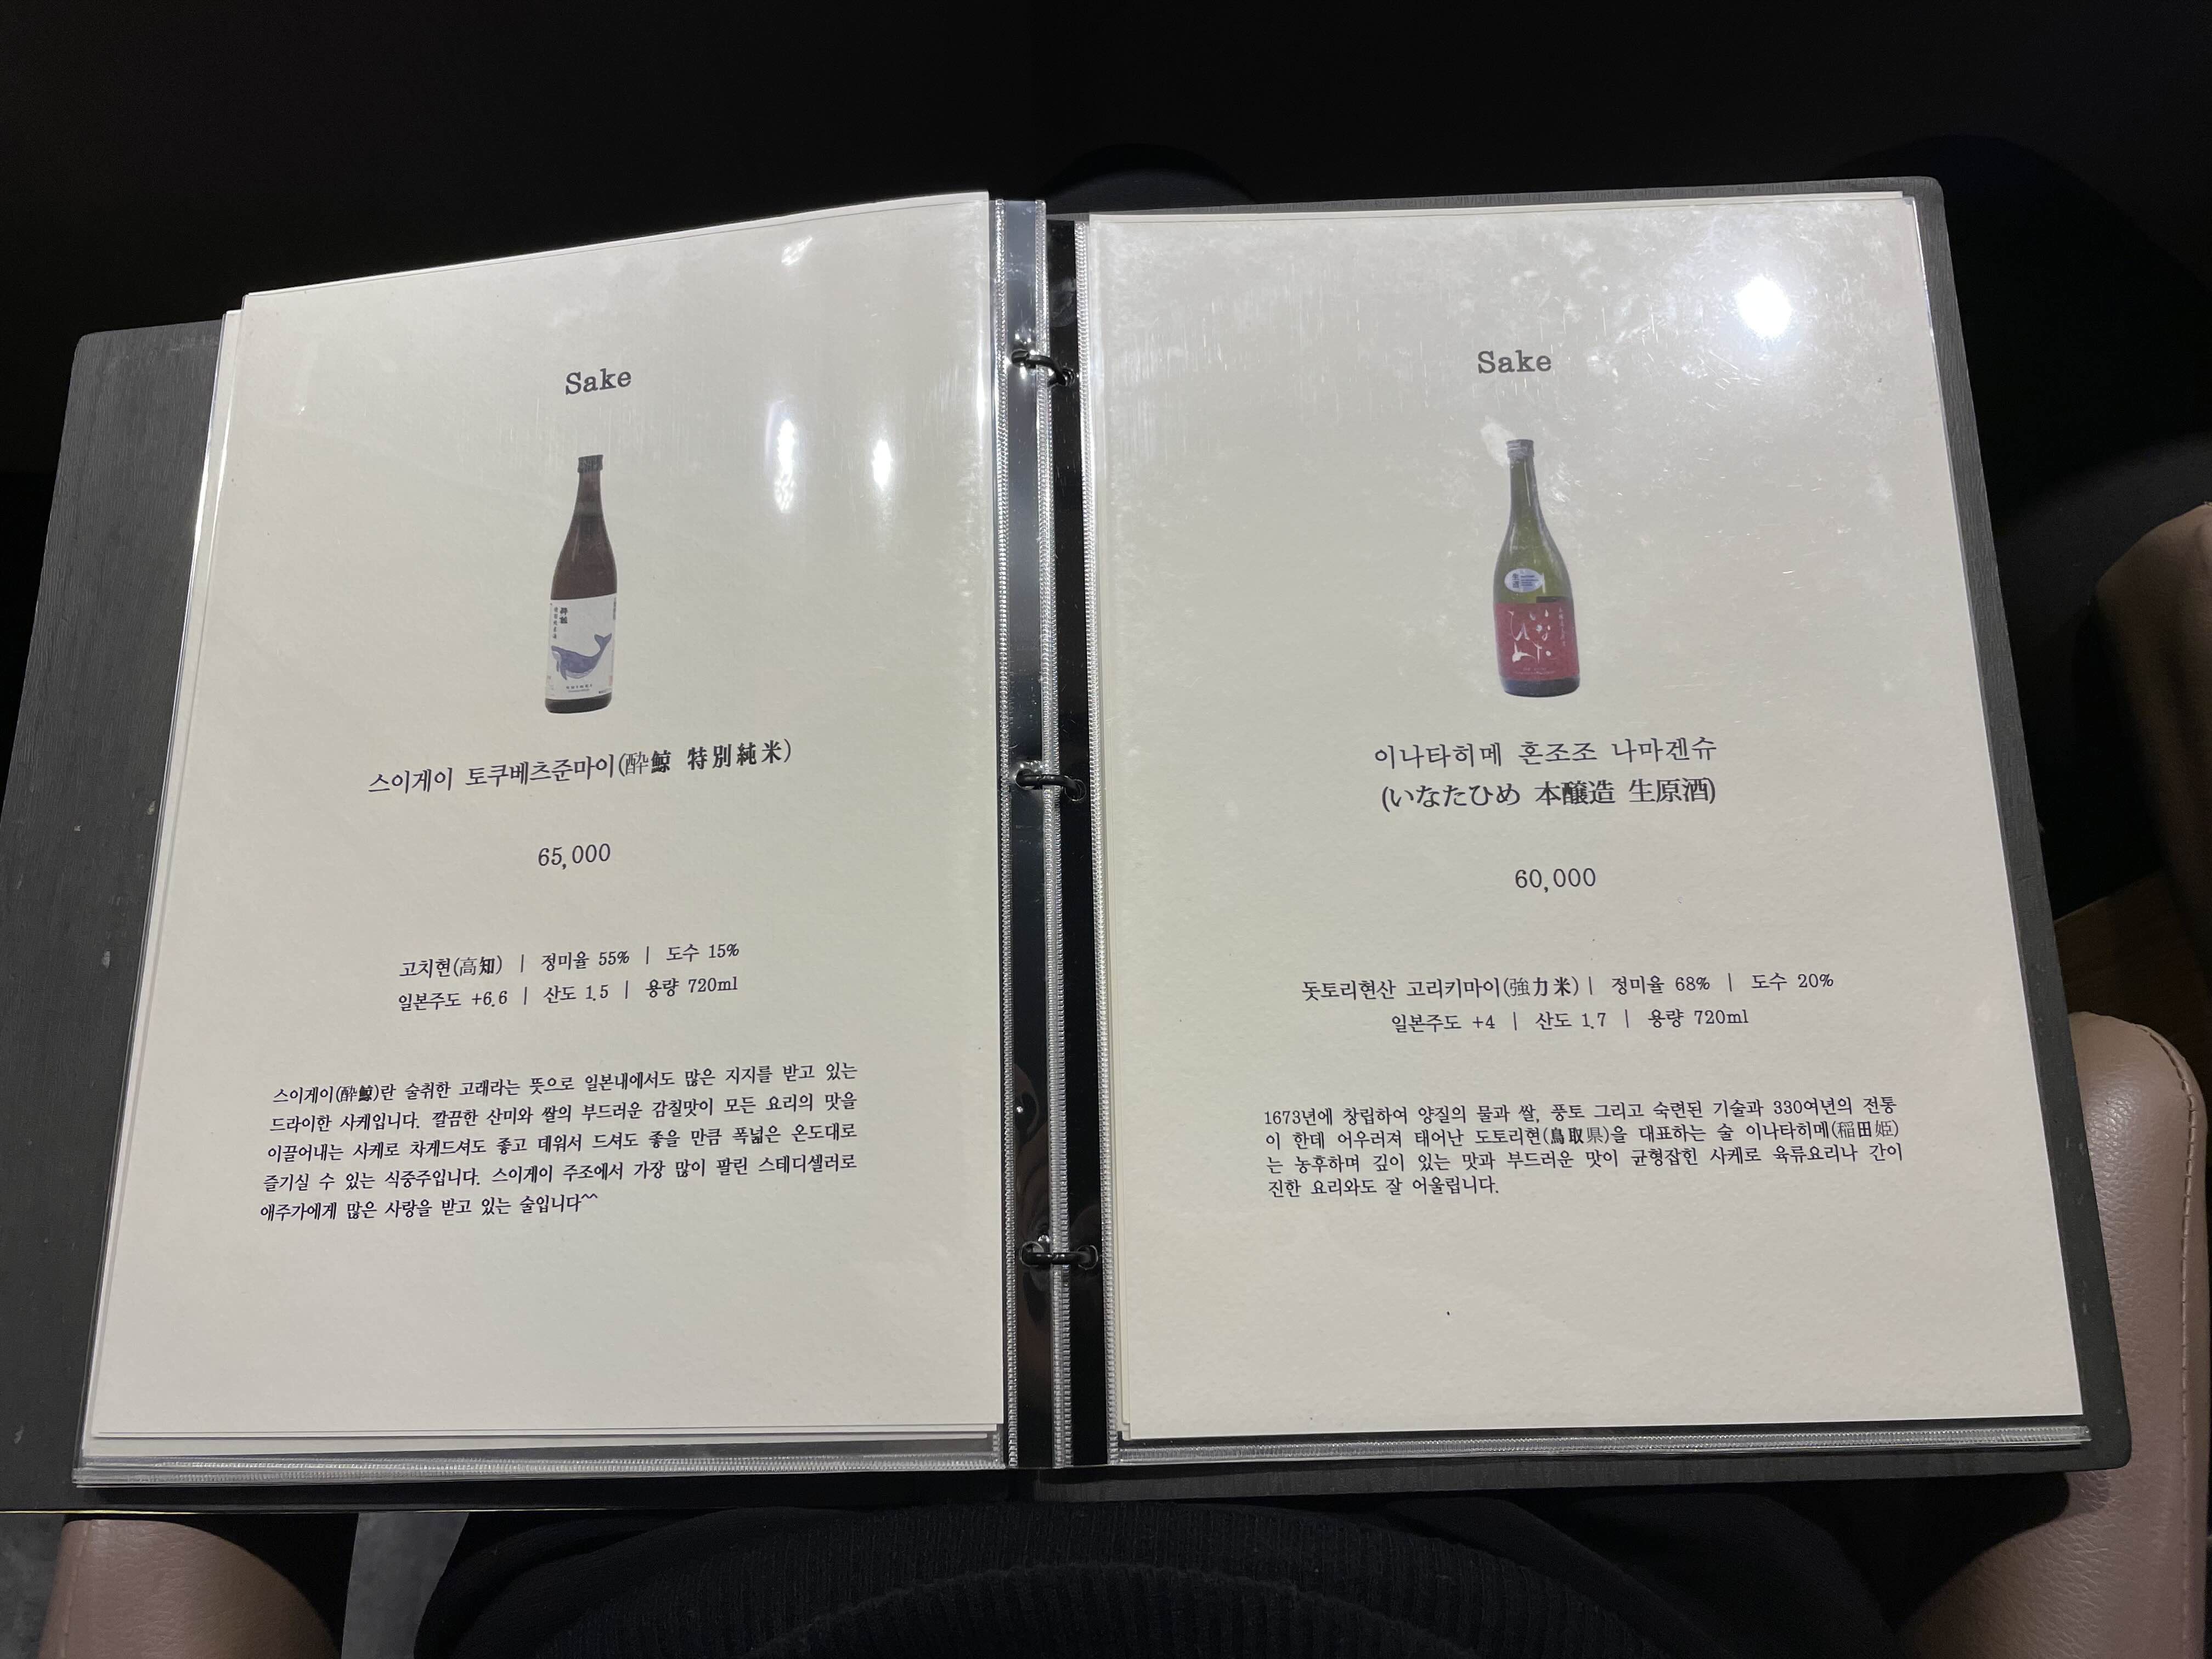 Sake
스이게이 토쿠베츠준마이(酔鯨 特別純米)
65,000
고치현(高知) | 정미율 55% | 도수 15%
일본주도 +6.6 | 산도 1.5 | 용량 720ml
스이게이(酔鯨)란 술취한 고래라는 뜻으로 일본내에서도 많은 지지를 받고 있는
드라이한 사케입니다. 깔끔한 산미와 쌀의 부드러운 감칠맛이 모든 요리의 맛을
이끌어내는 사케로 차게드셔도 좋고 데워서 드셔도 좋을 만큼 폭넓은 온도대로
즐기실 수 있는 식중주입니다. 스이게이 주조에서 가장 많이 팔린 스테디셀러로
애주가에게 많은 사랑을 받고 있는 술입니다^^
Sake
이나타히메 혼조조 나마겐슈
(いなたひめ 本醸造 生原酒)
60,000
돗토리현산 고리키마이(強力米) | 정미율 68% | 도수 20%
일본주도 +4 | 산도 1.7 | 용량 720ml
1673년에 창립하여 양질의 물과 쌀, 풍토 그리고 숙련된 기술과 330여년의 전통
이 한데 어우러져 태어난 도토리현(鳥取県)을 대표하는 술 이나타히메(稲田姫)
는 농후하며 깊이 있는 맛과 부드러운 맛이 균형잡힌 사케로 육류요리나 간이
진한 요리와도 잘 어울립니다.